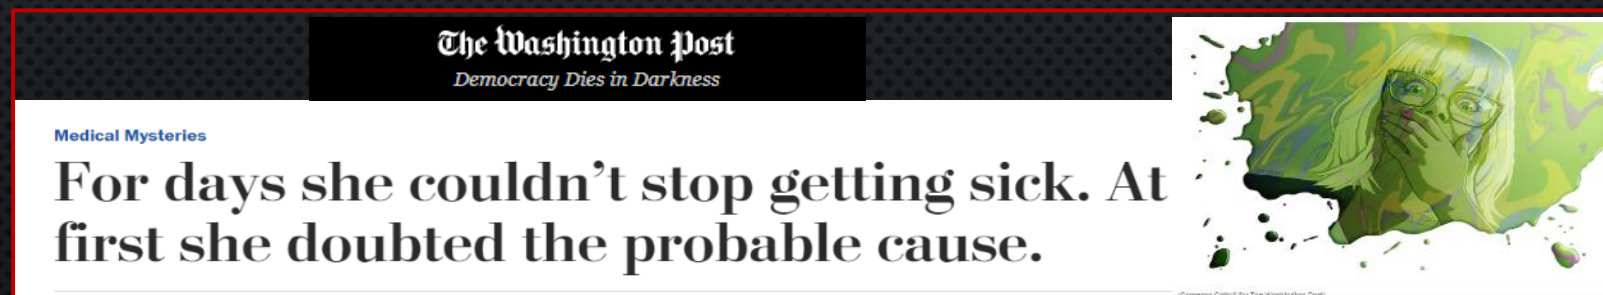 The Washington Post
Democracy Dies in Darkness
Medical Mysteries
For days she couldn’t stop getting sick. At
first she doubted the probable cause.